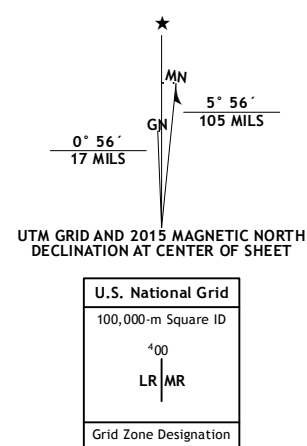 ★
MN
GN
5° 56´
105 MILS
0° 56´
17 MILS
UTM GRID AND 2015 MAGNETIC NORTH
DECLINATION AT CENTER OF SHEET
U.S. National Grid
100,000-m Square ID
⁴00
LR MR
Grid Zone Designation